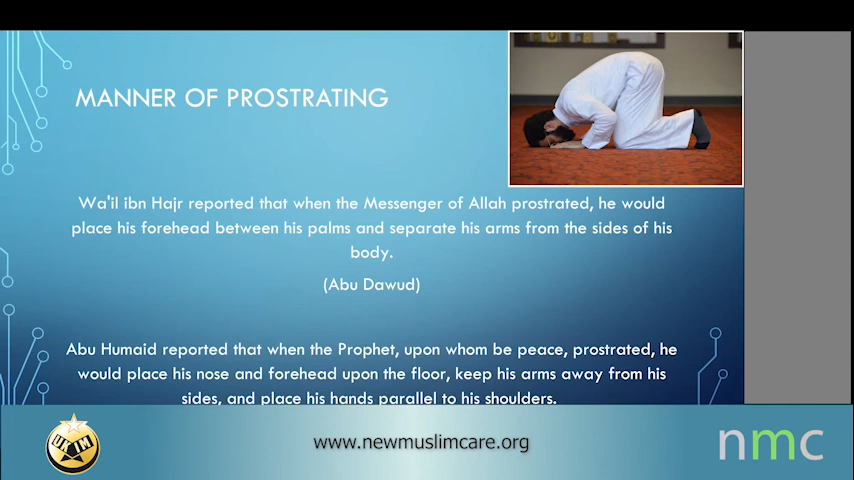 MANNER OF PROSTRATING
Wa'il ibn Hajr reported that when the Messenger of Allah prostrated, he would
place his forehead between his palms and separate his arms from the sides of his
body.
(Abu Dawud)
Abu Humaid reported that when the Prophet, upon whom be peace, prostrated, he
would place his nose and forehead upon the floor, keep his arms away from his
sides, and place his hands parallel to his shoulders.
UKIM
www.newmuslimcare.org
nmc